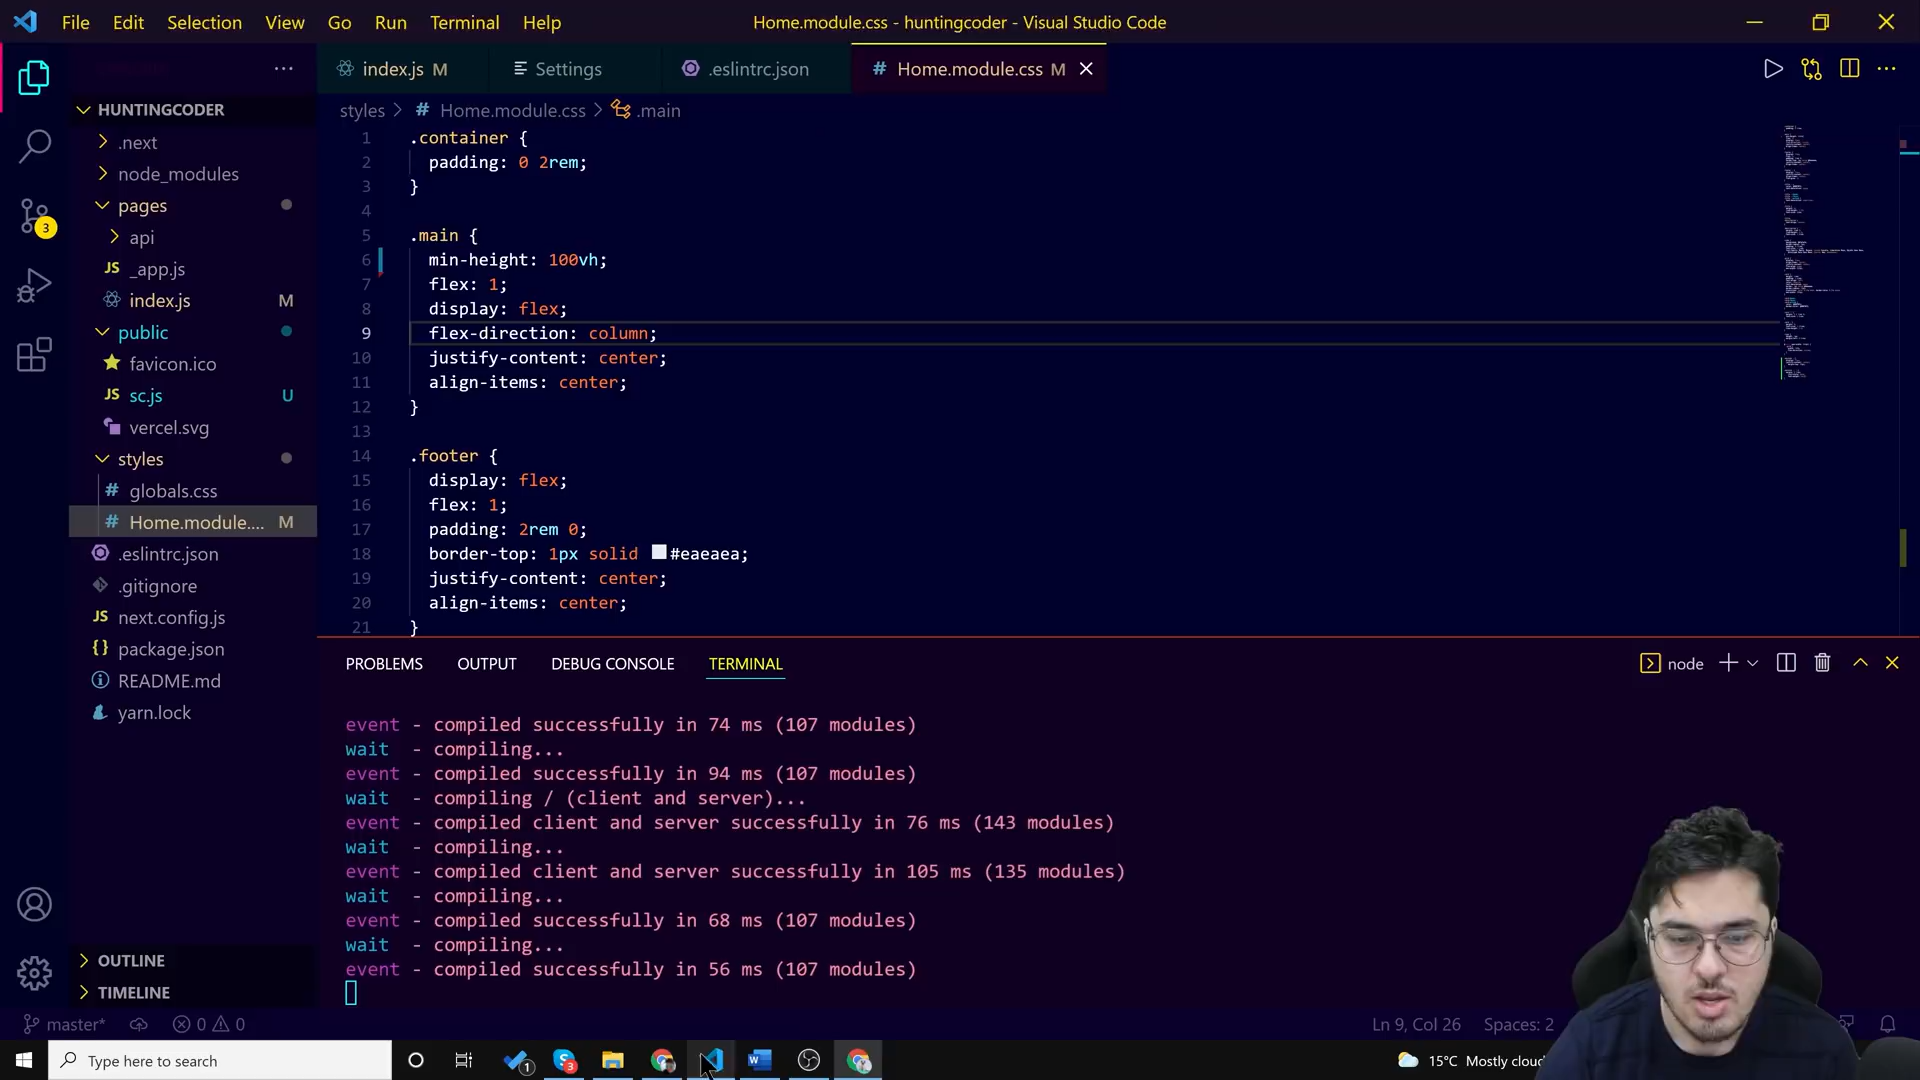 File Edit Selection View Go Run Terminal Help
Home.module.css - huntingcoder - Visual Studio Code
index.js M
Settings
.eslintrc.json
# Home.module.css M
HUNTINGCODER
.next
node_modules
pages
api
JS _app.js
index.js M
public
favicon.ico
JS sc.js U
vercel.svg
styles
# globals.css
# Home.module.... M
.eslintrc.json
.gitignore
JS next.config.js
{} package.json
README.md
yarn.lock
OUTLINE
TIMELINE
3
styles > # Home.module.css > .main
1 .container {
2 padding: 0 2rem;
3 }
4
5 .main {
6 min-height: 100vh;
7 flex: 1;
8 display: flex;
9 flex-direction: column;
10 justify-content: center;
11 align-items: center;
12 }
13
14 .footer {
15 display: flex;
16 flex: 1;
17 padding: 2rem 0;
18 border-top: 1px solid #eaeaea;
19 justify-content: center;
20 align-items: center;
21 }
PROBLEMS OUTPUT DEBUG CONSOLE TERMINAL
node
event - compiled successfully in 74 ms (107 modules)
wait - compiling...
event - compiled successfully in 94 ms (107 modules)
wait - compiling / (client and server)...
event - compiled client and server successfully in 76 ms (143 modules)
wait - compiling...
event - compiled client and server successfully in 105 ms (135 modules)
wait - compiling...
event - compiled successfully in 68 ms (107 modules)
wait - compiling...
event - compiled successfully in 56 ms (107 modules)
master* 0 0
Ln 9, Col 26 Spaces: 2
Type here to search
1
3
15°C Mostly cloud